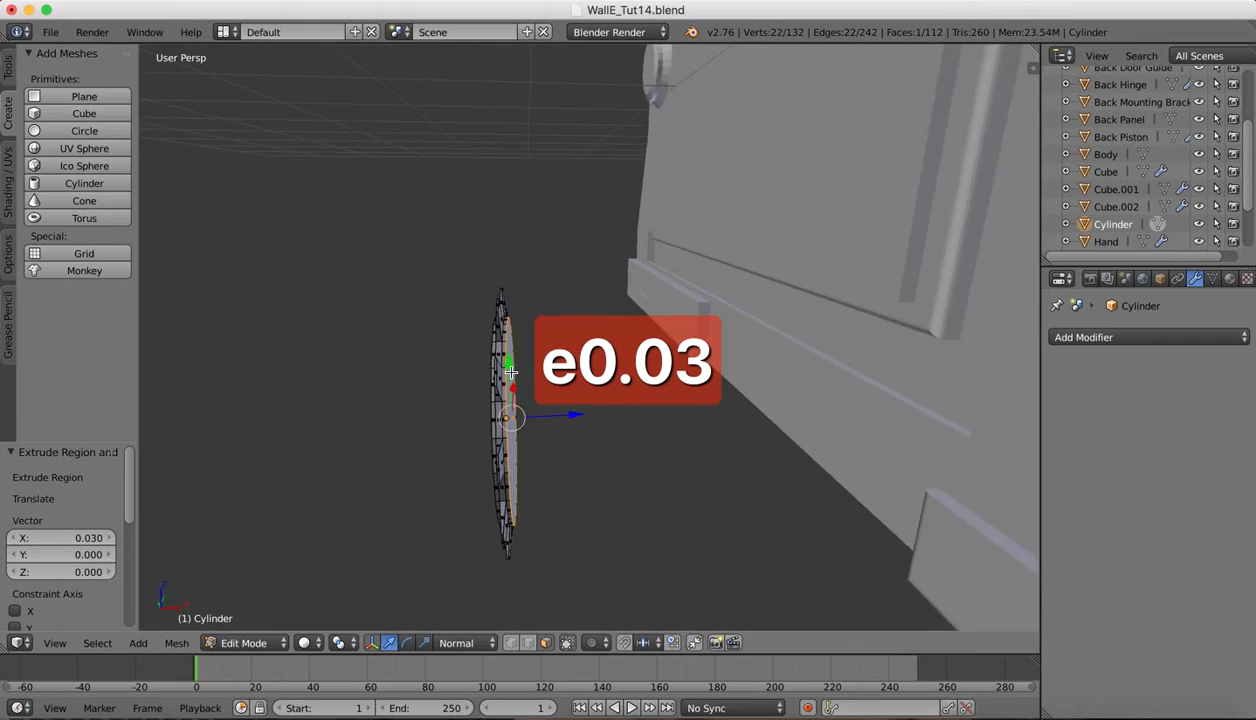 WallE_Tut14.blend
File Render Window Help Default Scene Blender Render v2.76 | Verts:22/132 | Edges:22/242 | Faces:1/112 | Tris:260 | Mem:23.54M | Cylinder
Tools
Create
Shading / UVs
Options
Grease Pencil
Add Meshes
Primitives:
Plane
Cube
Circle
UV Sphere
Ico Sphere
Cylinder
Cone
Torus
Special:
Grid
Monkey
Extrude Region and
Extrude Region
Translate
Vector
X: 0.030
Y: 0.000
Z: 0.000
Constraint Axis
X
User Persp
e0.03
(1) Cylinder
View Search All Scenes
Back Door Guide
Back Hinge
Back Mounting Brack
Back Panel
Back Piston
Body
Cube
Cube.001
Cube.002
Cylinder
Hand
Cylinder
Add Modifier
View Select Add Mesh Edit Mode Normal
-60 -40 -20 0 20 40 60 80 100 120 140 160 180 200 220 240 260 280
View Marker Frame Playback Start: 1 End: 250 1 No Sync